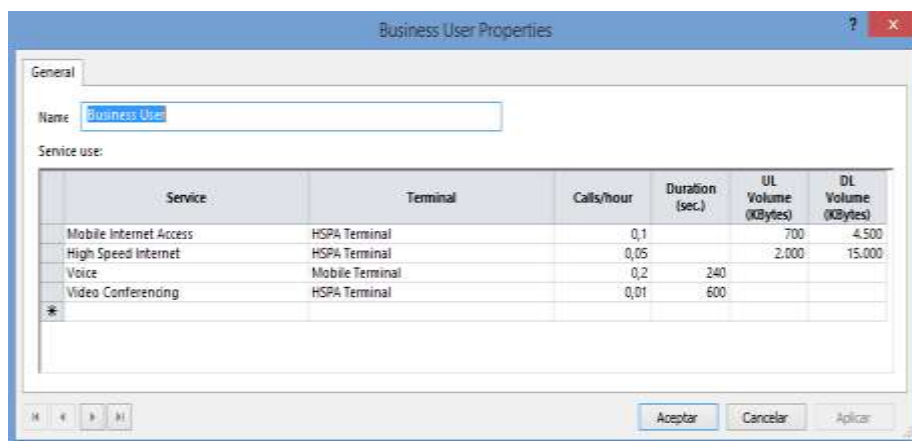 Business User Properties ?
General
Name Business User
Service use:
Service Terminal Calls/hour Duration (sec.) UL Volume (KBytes) DL Volume (KBytes)
Mobile Internet Access HSPA Terminal 0,1 700 4.500
High Speed Internet HSPA Terminal 0,05 2.000 15.000
Voice Mobile Terminal 0,2 240
Video Conferencing HSPA Terminal 0,01 600
Aceptar Cancelar Aplicar